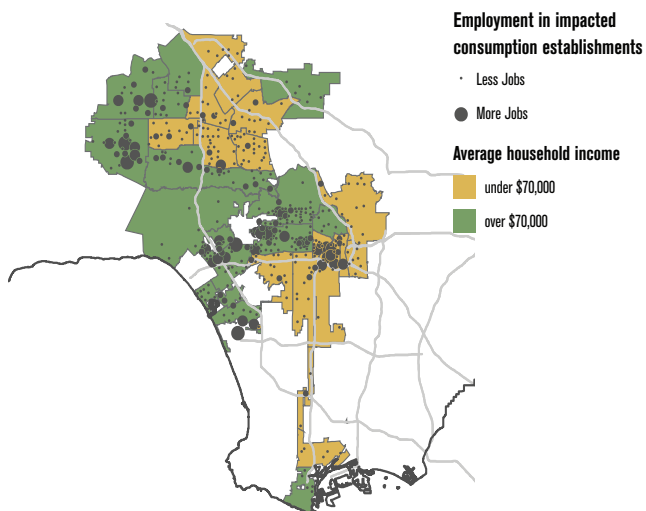 Employment in impacted
consumption establishments
Less Jobs
More Jobs
Average household income
under $70,000
over $70,000